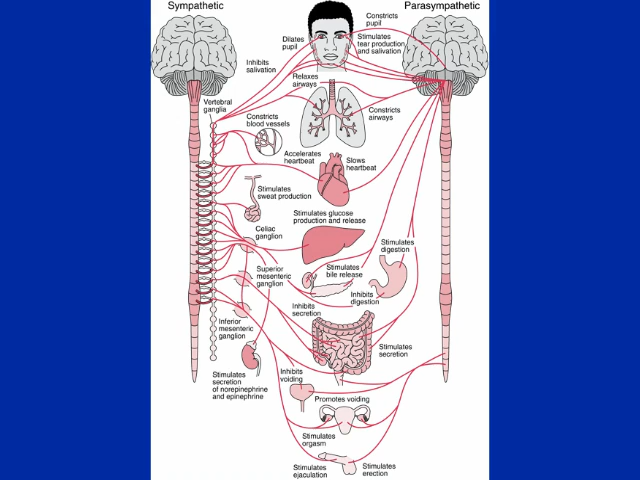 Sympathetic
Parasympathetic
Constricts
pupil
Dilates
pupil
Stimulates
tear production
and salivation
Inhibits
salivation
Relaxes
airways
Vertebral
ganglia
Constricts
blood vessels
Constricts
airways
Accelerates
heartbeat
Slows
heartbeat
Stimulates
sweat production
Stimulates glucose
production and release
Celiac
ganglion
Stimulates
digestion
Superior
mesenteric
ganglion
Stimulates
bile release
Inhibits
digestion
Inhibits
secretion
Inferior
mesenteric
ganglion
Stimulates
secretion
Stimulates
secretion
of norepinephrine
and epinephrine
Inhibits
voiding
Promotes voiding
Stimulates
orgasm
Stimulates
ejaculation
Stimulates
erection